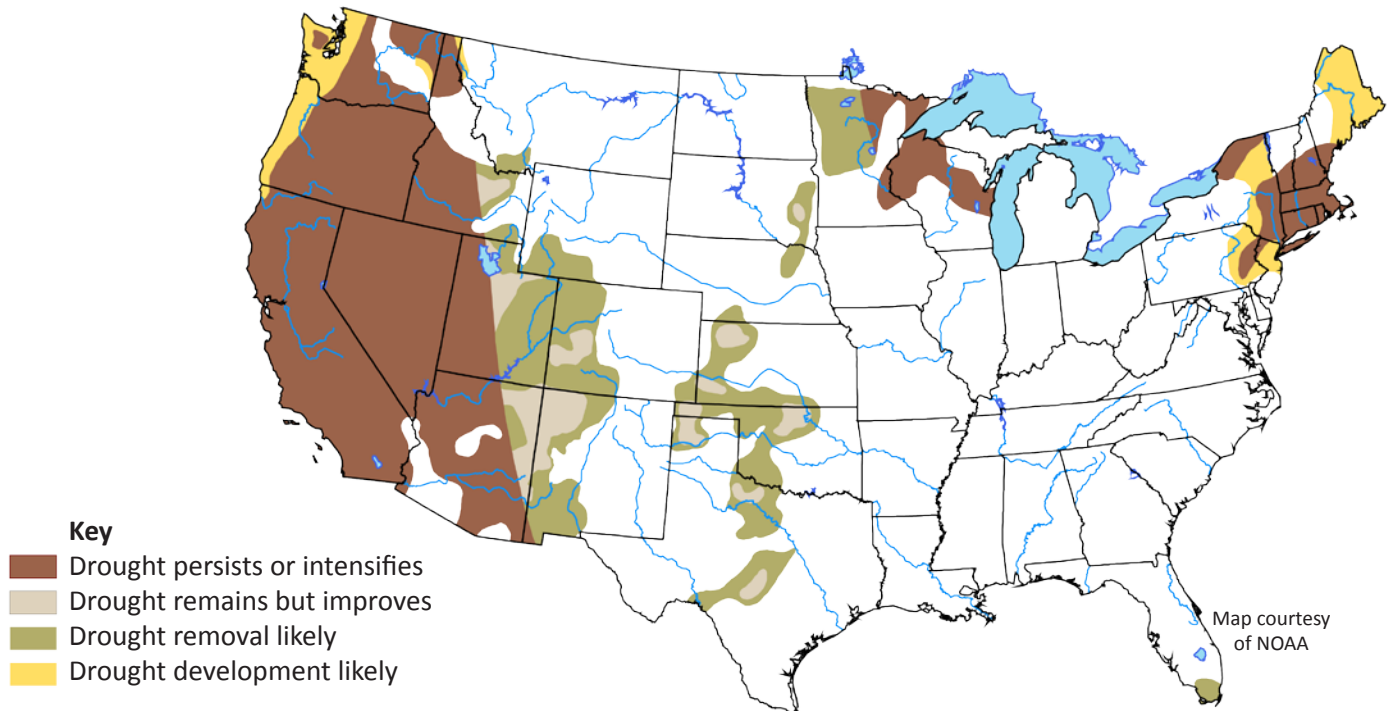 Key
Drought persists or intensifies
Drought remains but improves
Drought removal likely
Drought development likely
Map courtesy
of NOAA